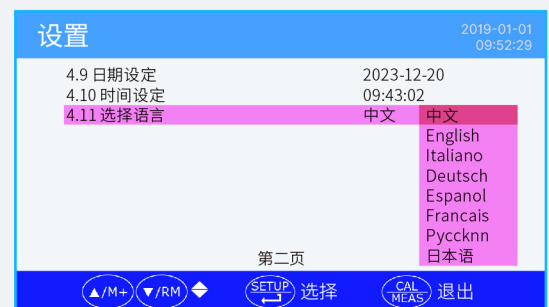 设置
2019-01-01
09:52:29
4.9 日期设定 2023-12-20
4.10 时间设定 09:43:02
4.11 选择语言 中文 中文
English
Italiano
Deutsch
Espanol
Francais
Pyccknn
日本语
第二页
▲/M+ ▼/RM SETUP 选择 CAL MEAS 退出